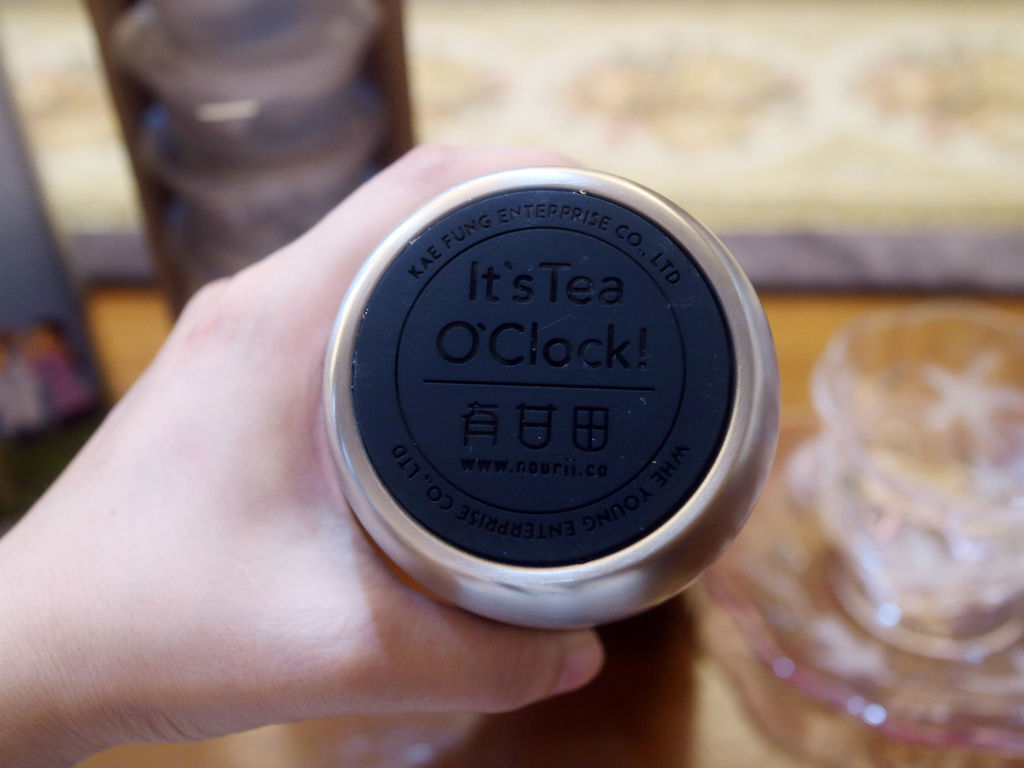 KAE FUNG ENTERPRISE CO., LTD
It's Tea
O'Clock!
有甘田
www.nourii.co
WHE YOUNG ENTERPRISE CO., LTD